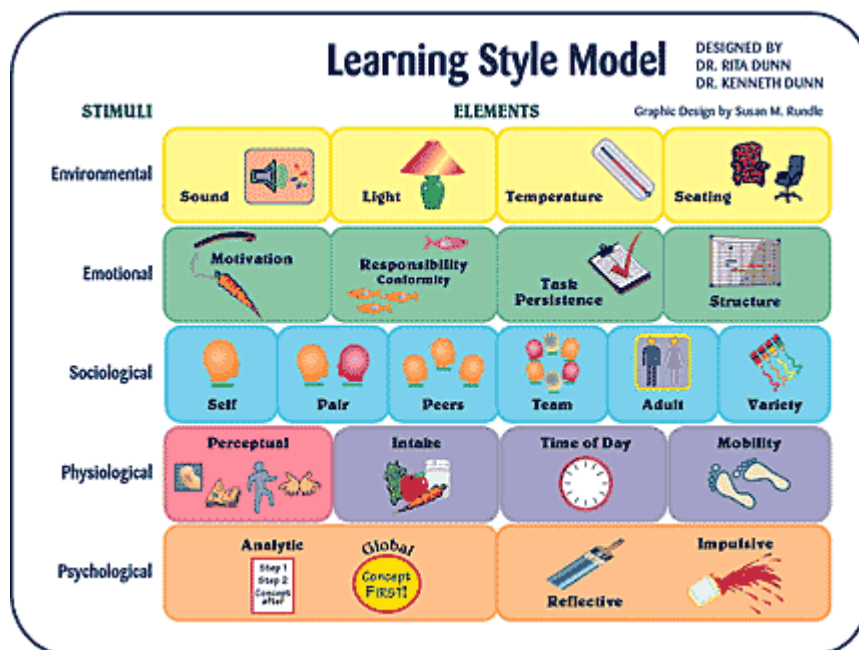 Learning Style Model
DESIGNED BY
DR. RITA DUNN
DR. KENNETH DUNN
STIMULI
ELEMENTS
Graphic Design by Susan M. Rundle
Environmental
Sound
Light
Temperature
Seating
Emotional
Motivation
Responsibility
Conformity
Task
Persistence
Structure
Sociological
Self
Pair
Peers
Team
Adult
Variety
Physiological
Perceptual
Intake
Time of Day
Mobility
Psychological
Analytic
Step 1
Step 2
Concept
after
Global
Concept
FIRST!
Reflective
Impulsive